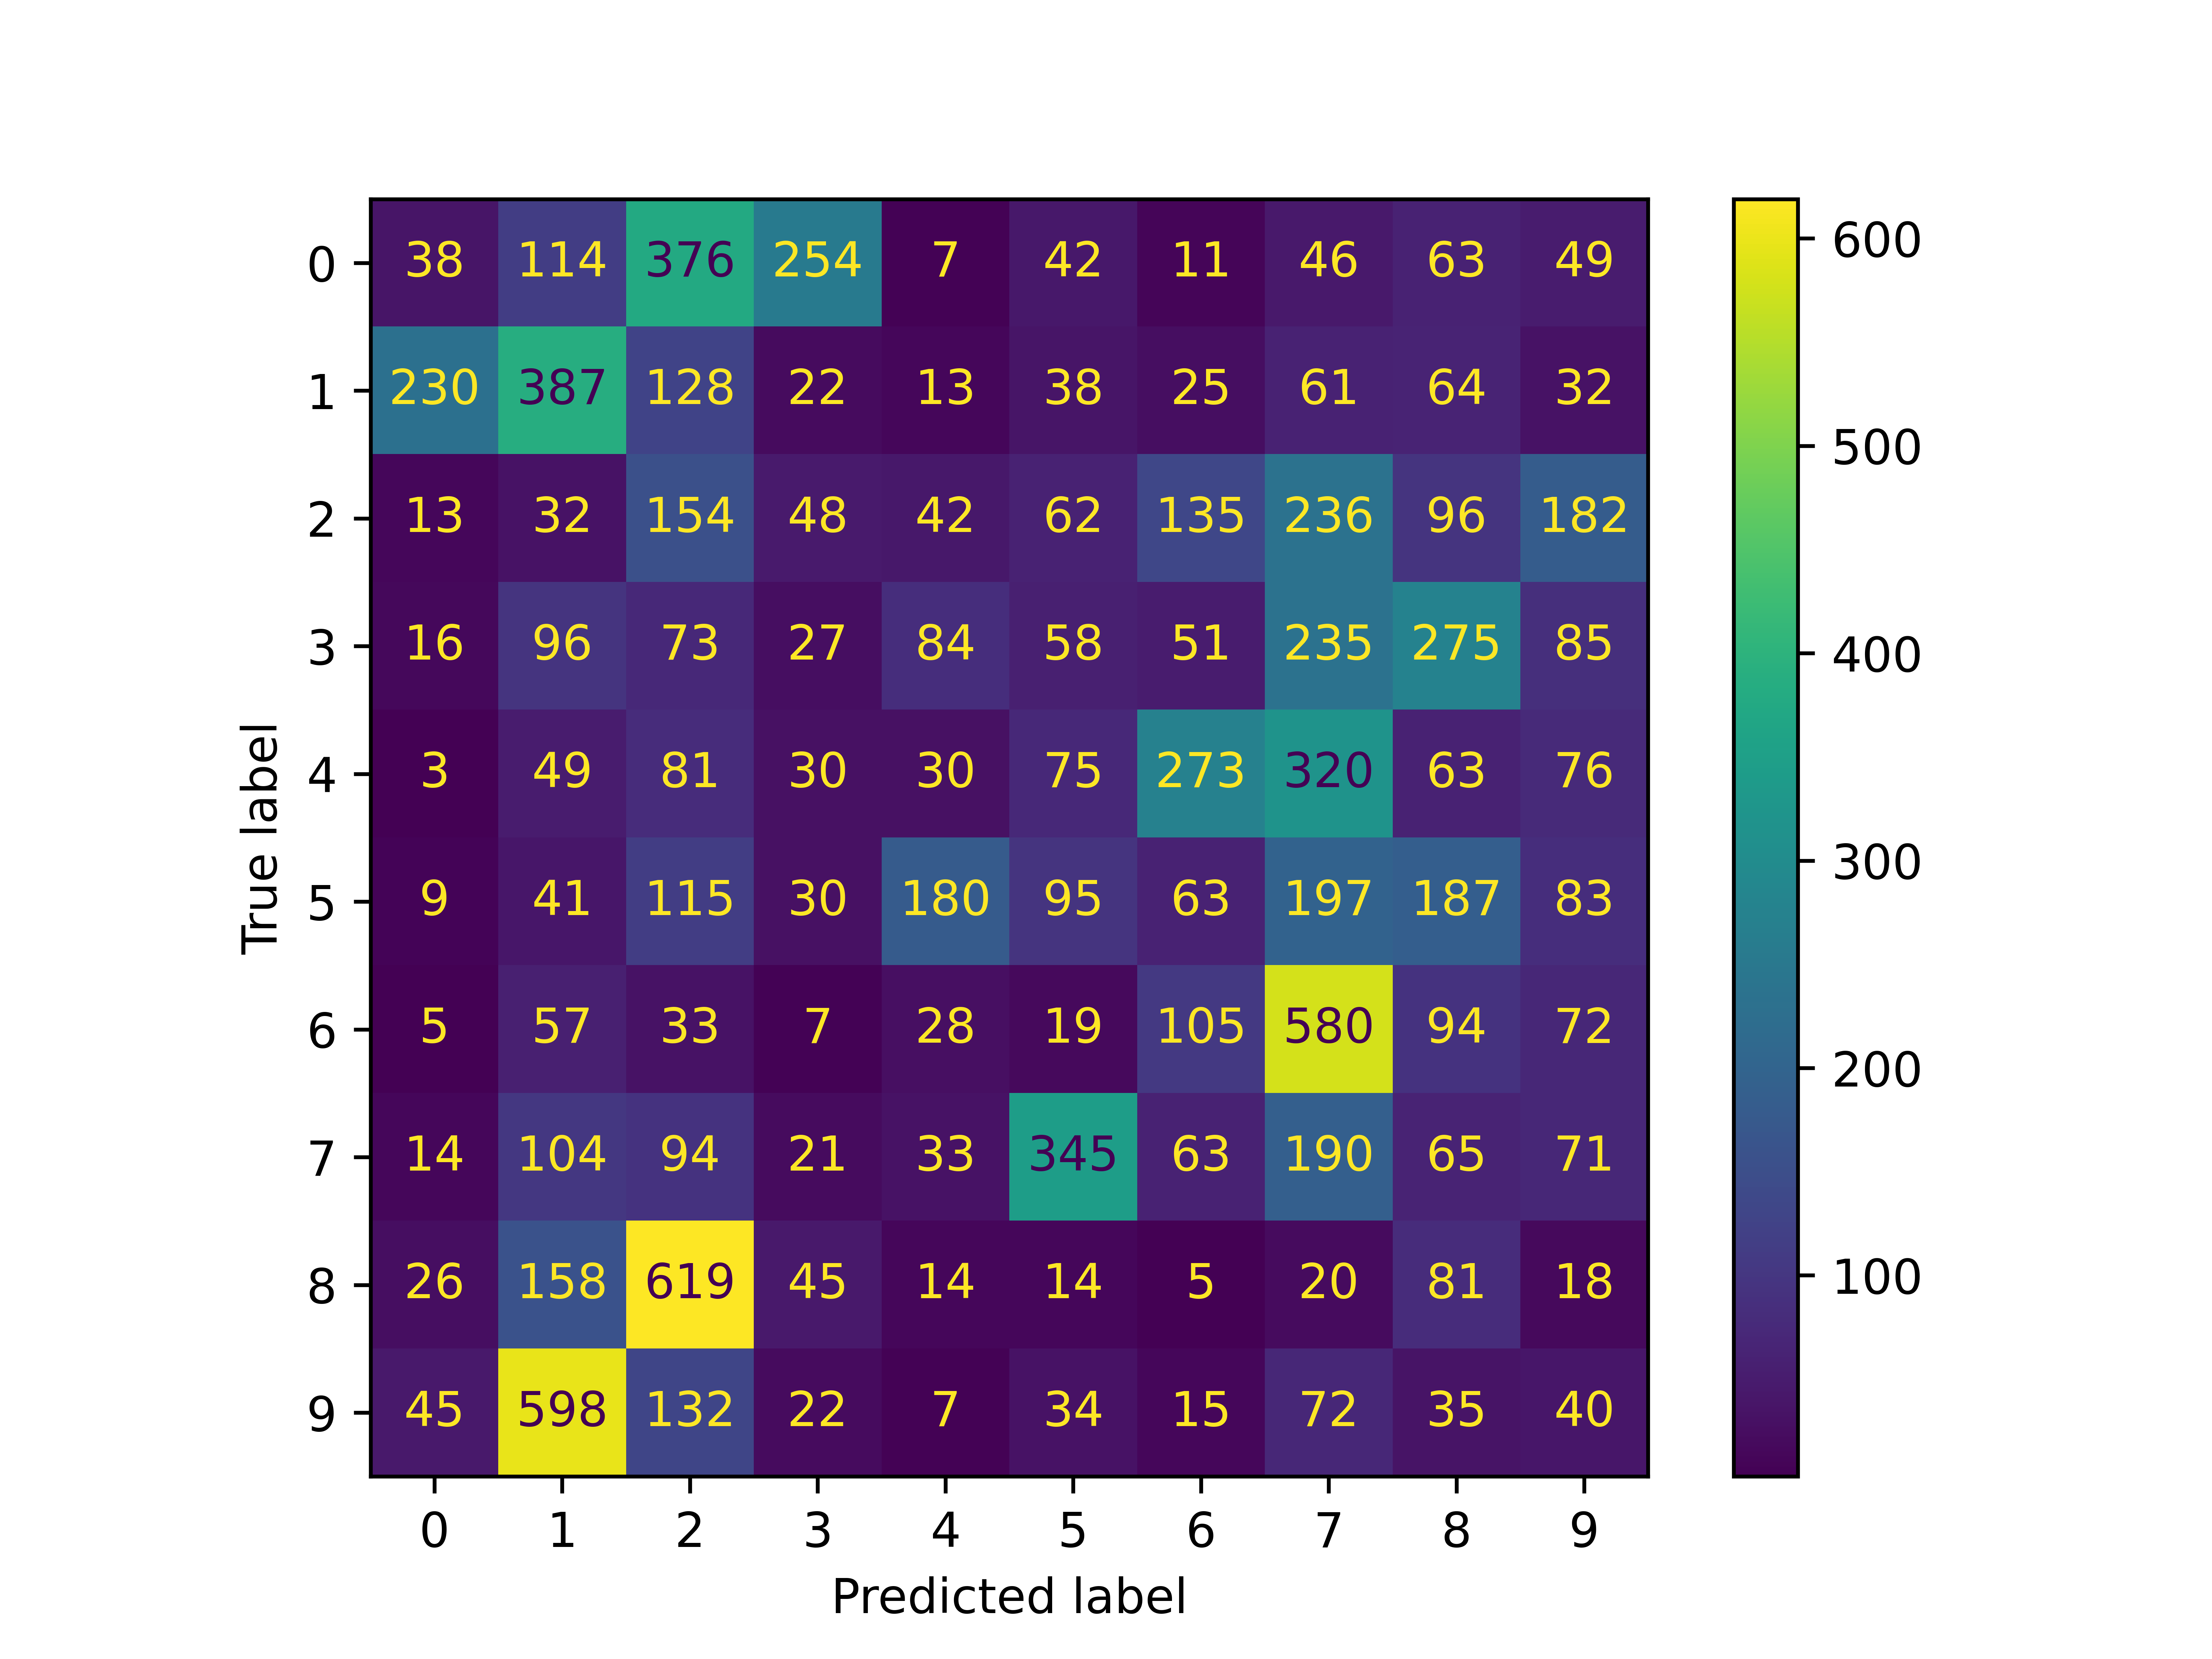 0 38 114 376 254 7 42 11 46 63 49
1 230 387 128 22 13 38 25 61 64 32
2 13 32 154 48 42 62 135 236 96 182
3 16 96 73 27 84 58 51 235 275 85
4 3 49 81 30 30 75 273 320 63 76
5 9 41 115 30 180 95 63 197 187 83
6 5 57 33 7 28 19 105 580 94 72
7 14 104 94 21 33 345 63 190 65 71
8 26 158 619 45 14 14 5 20 81 18
9 45 598 132 22 7 34 15 72 35 40
0 1 2 3 4 5 6 7 8 9
Predicted label
True label
600
500
400
300
200
100